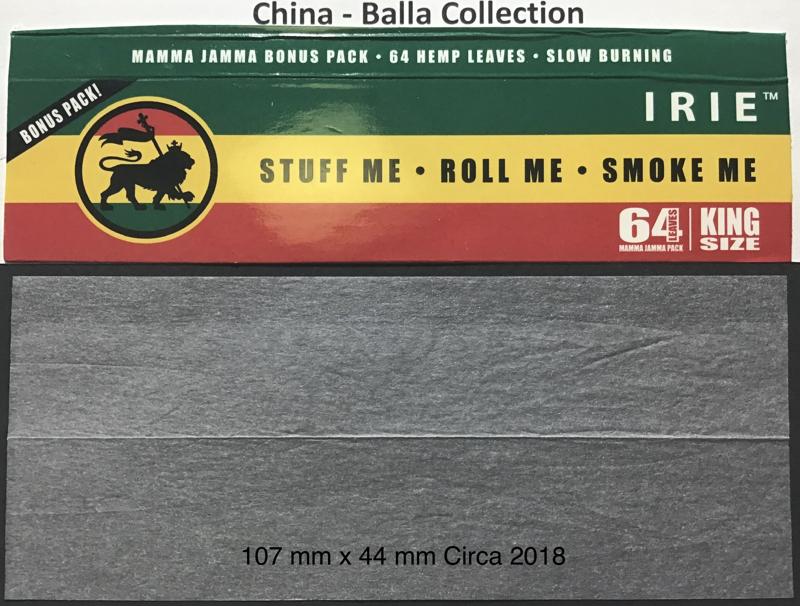 China - Balla Collection
MAMMA JAMMA BONUS PACK • 64 HEMP LEAVES • SLOW BURNING
BONUS PACK!
IRIE™
STUFF ME • ROLL ME • SMOKE ME
64 LEAVES
MAMMA JAMMA PACK
KING
SIZE
107 mm x 44 mm Circa 2018